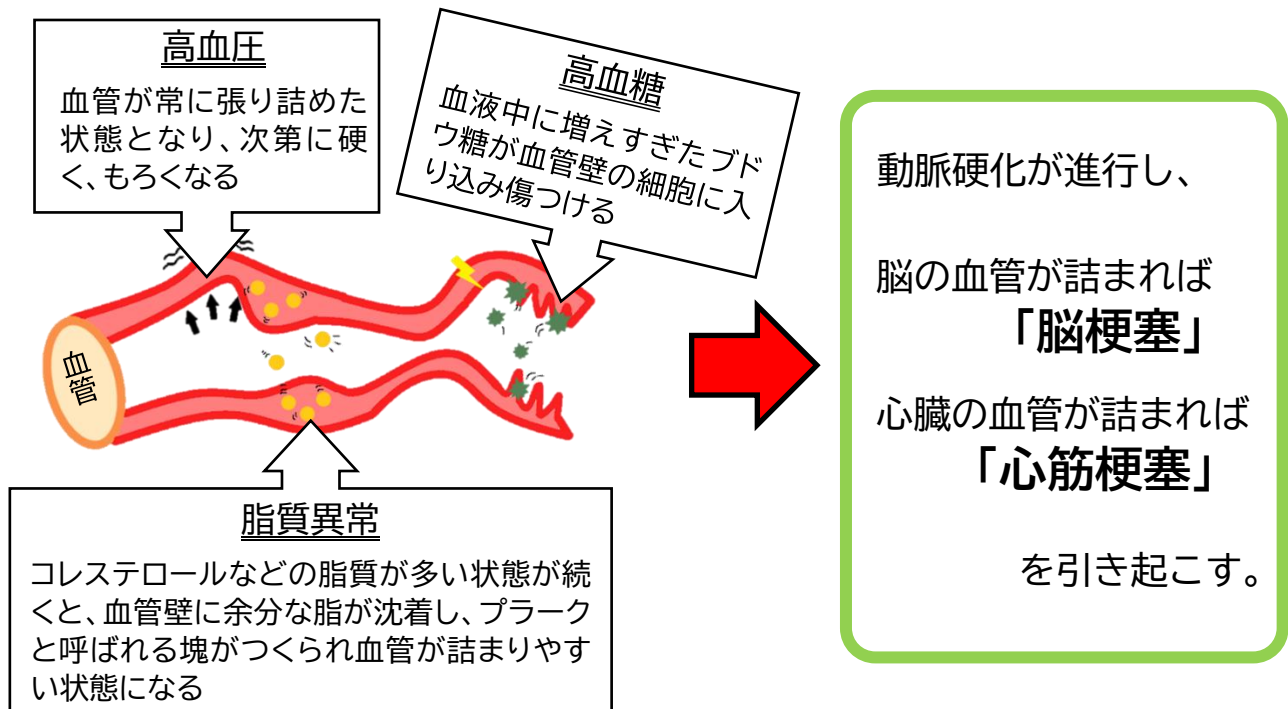 高血圧
血管が常に張り詰めた
状態となり、次第に硬
く、もろくなる
高血糖
血液中に増えすぎたブド
ウ糖が血管壁の細胞に入
り込み傷つける
血管
脂質異常
コレステロールなどの脂質が多い状態が続
くと、血管壁に余分な脂が沈着し、プラーク
と呼ばれる塊がつくられ血管が詰まりやす
い状態になる
動脈硬化が進行し、
脳の血管が詰まれば
「脳梗塞」
心臓の血管が詰まれば
「心筋梗塞」
を引き起こす。